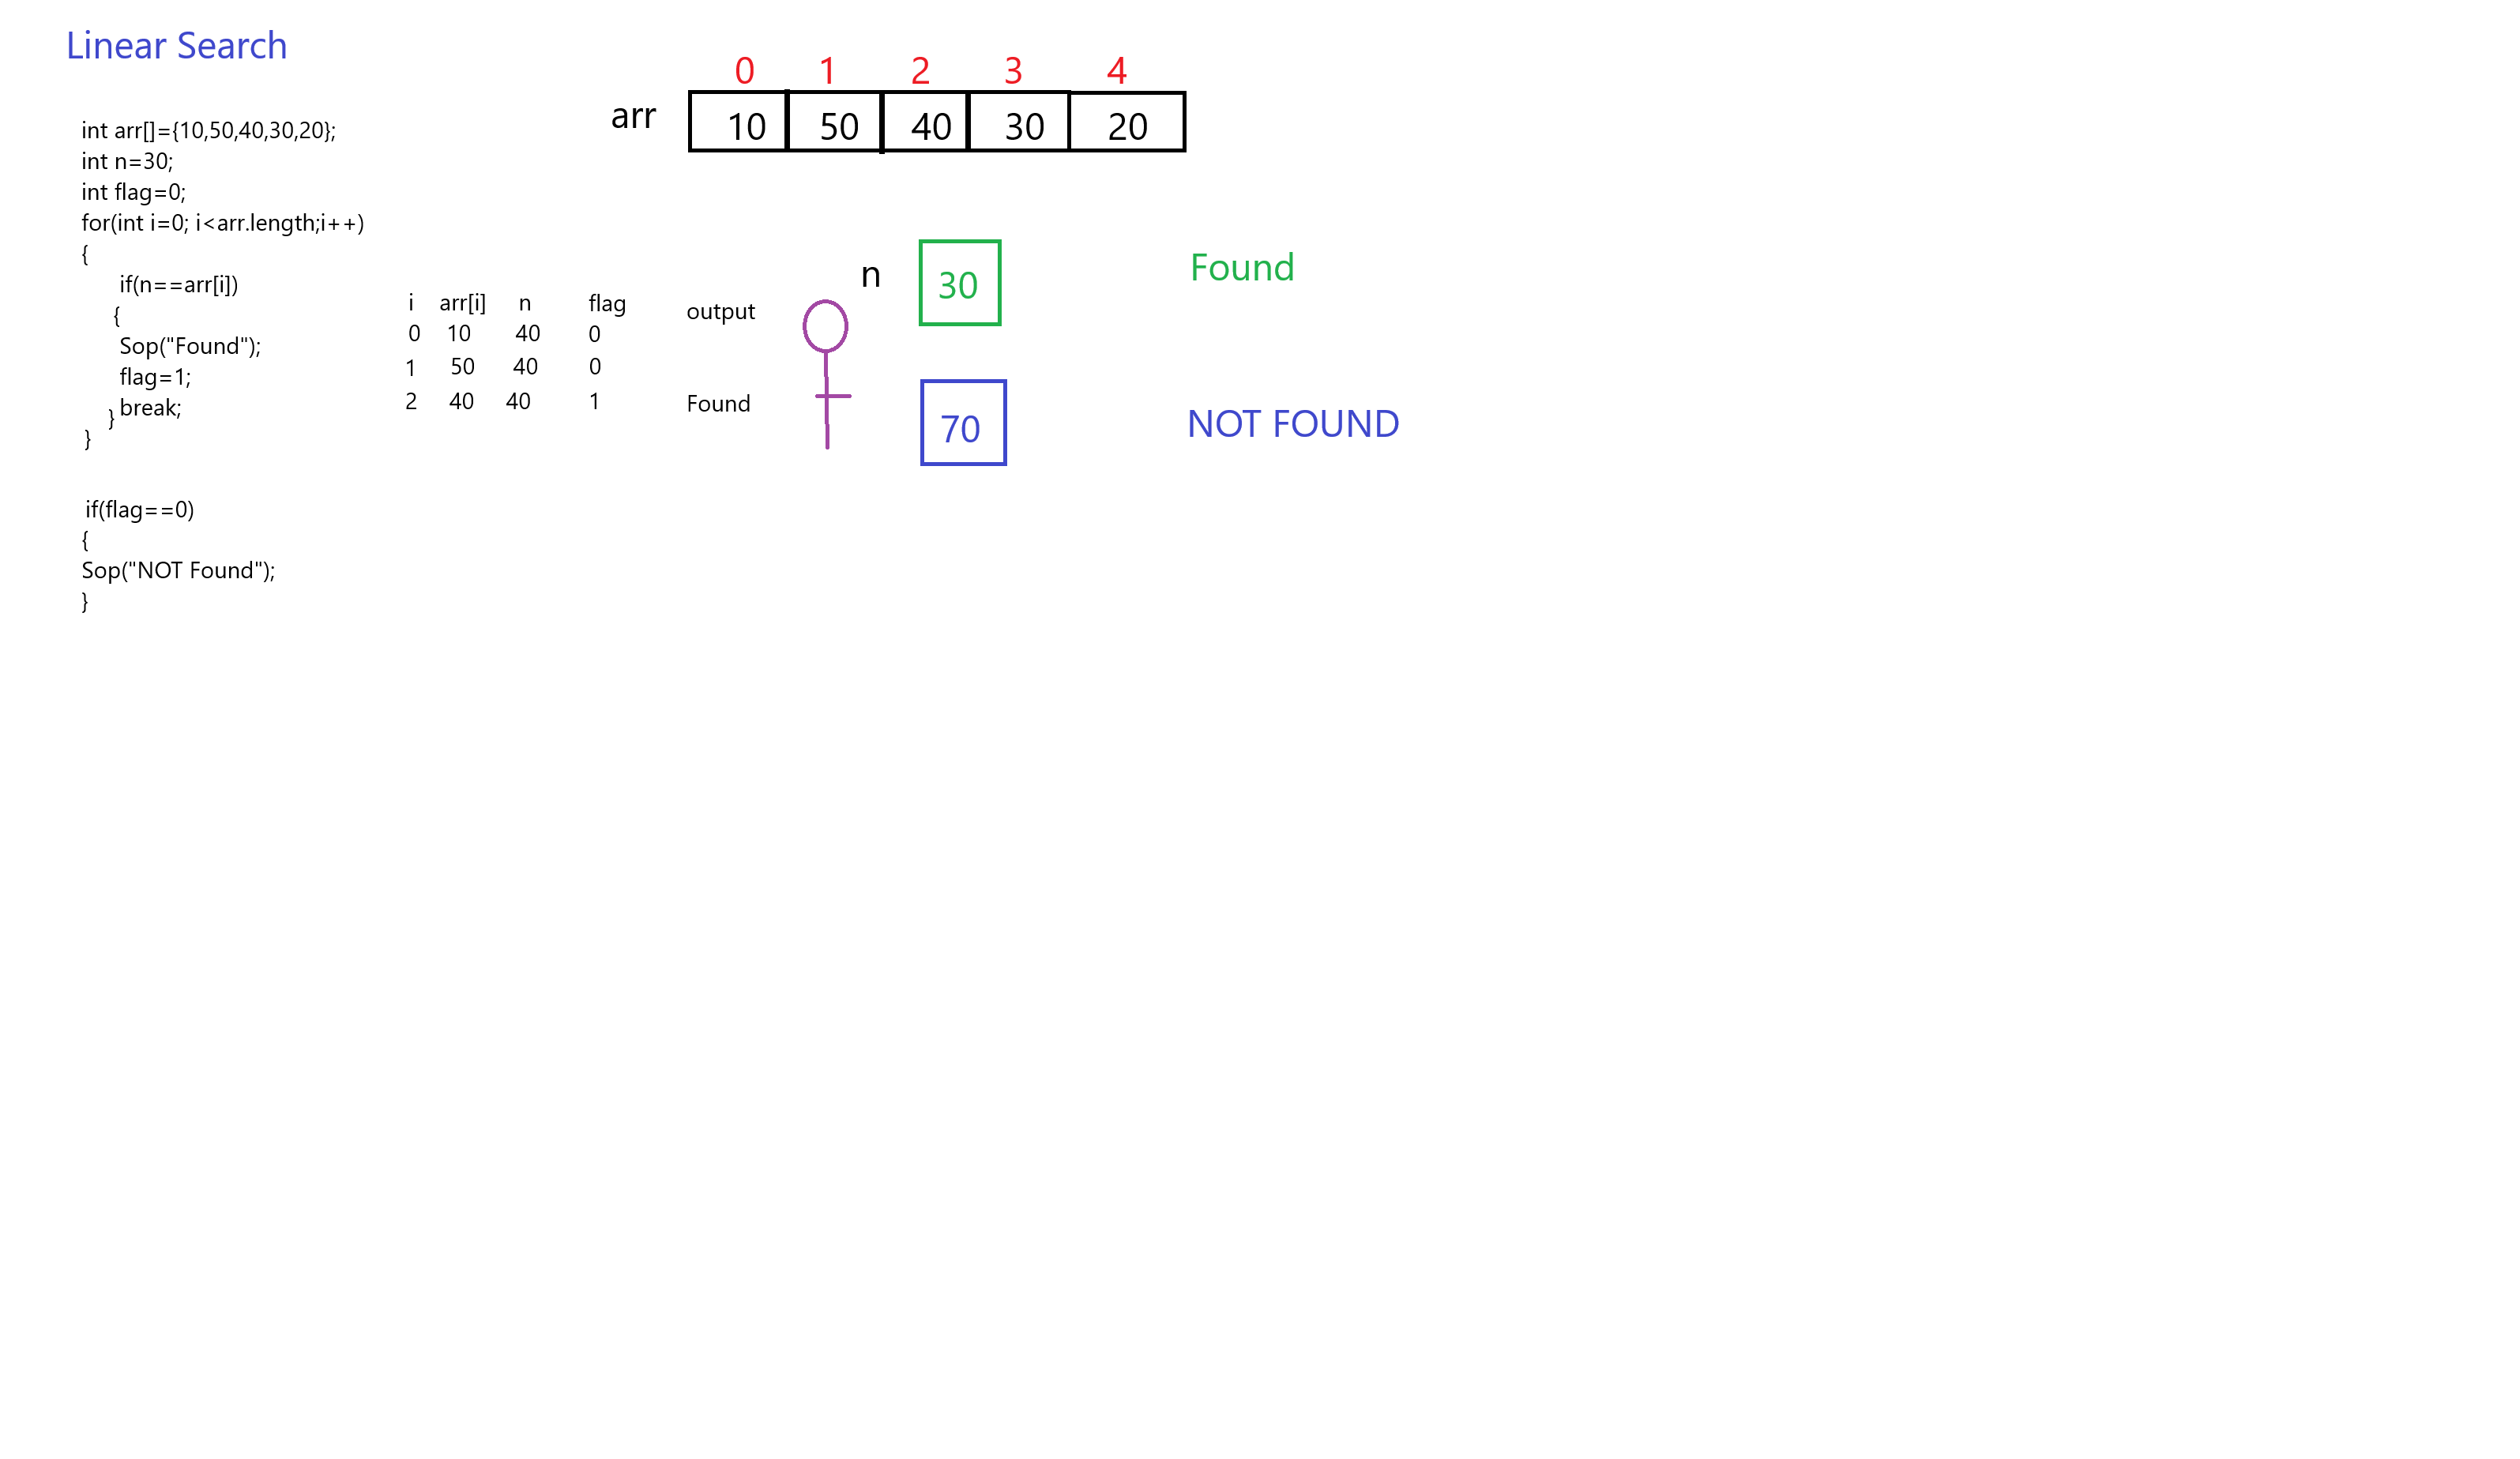 Linear Search
int arr[]={10,50,40,30,20};
int n=30;
int flag=0;
for(int i=0; i<arr.length;i++)
{
if(n==arr[i])
{
Sop("Found");
flag=1;
break;
}
}
if(flag==0)
{
Sop("NOT Found");
}
i arr[i] n flag output
0 10 40 0
1 50 40 0
2 40 40 1 Found
0 1 2 3 4
arr 10 50 40 30 20
n 30 Found
70 NOT FOUND